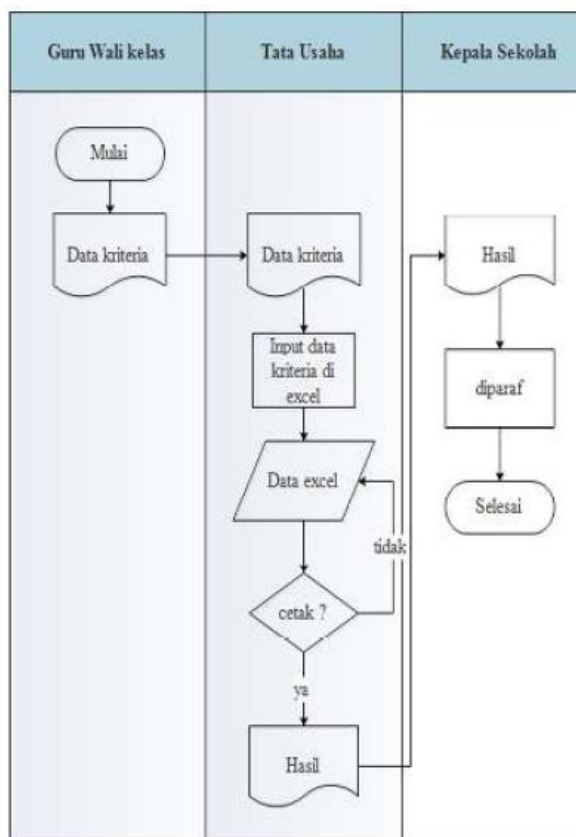 Guru Wali kelas
Tata Usaha
Kepala Sekolah
Mulai
Data kriteria
Data kriteria
Input data
kriteria di
excel
Data excel
cetak ?
tidak
ya
Hasil
Hasil
diparaf
Selesai